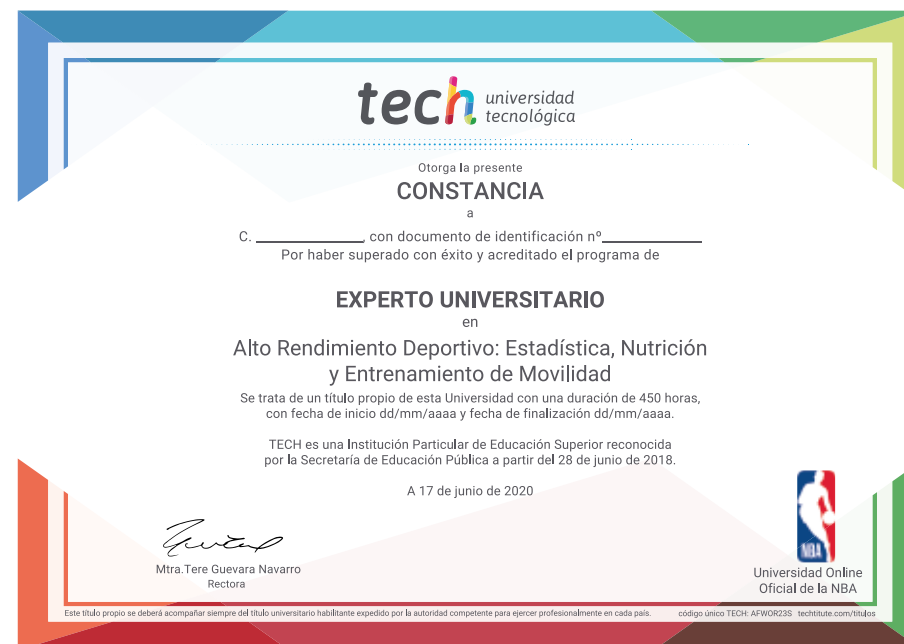 tech universidad
tecnológica
Otorga la presente
CONSTANCIA
a
C. ____________, con documento de identificación nº____________
Por haber superado con éxito y acreditado el programa de
EXPERTO UNIVERSITARIO
en
Alto Rendimiento Deportivo: Estadística, Nutrición
y Entrenamiento de Movilidad
Se trata de un título propio de esta Universidad con una duración de 450 horas,
con fecha de inicio dd/mm/aaaa y fecha de finalización dd/mm/aaaa.
TECH es una Institución Particular de Educación Superior reconocida
por la Secretaría de Educación Pública a partir del 28 de junio de 2018.
A 17 de junio de 2020
Mtra.Tere Guevara Navarro
Rectora
NBA
Universidad Online
Oficial de la NBA
Este título propio se deberá acompañar siempre del título universitario habilitante expedido por la autoridad competente para ejercer profesionalmente en cada país. código único TECH: AFWOR23S techtitute.com/titulos